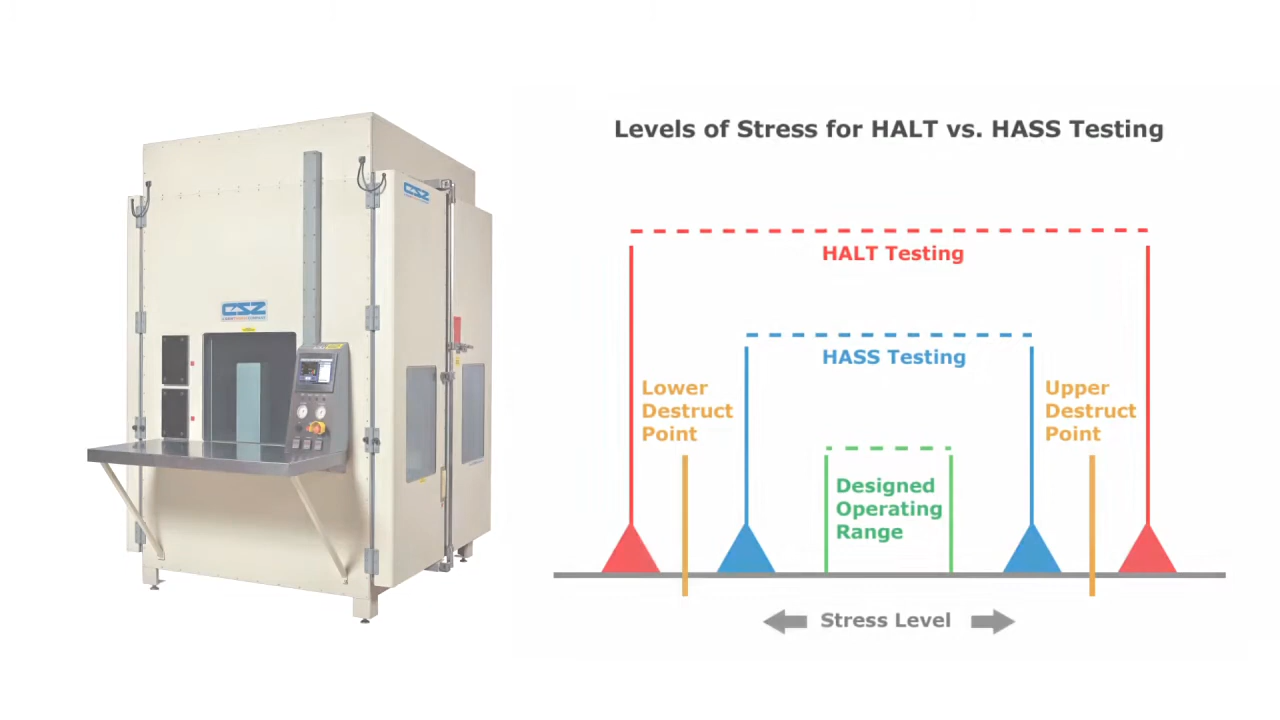 Levels of Stress for HALT vs. HASS Testing
HALT Testing
HASS Testing
Lower
Destruct
Point
Upper
Destruct
Point
Designed
Operating
Range
Stress Level
CSZ
CSZ